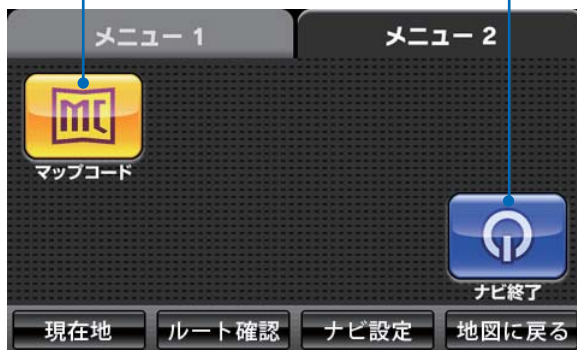 メニュー 1
メニュー 2
MC
マップコード
ナビ終了
現在地
ルート確認
ナビ設定
地図に戻る